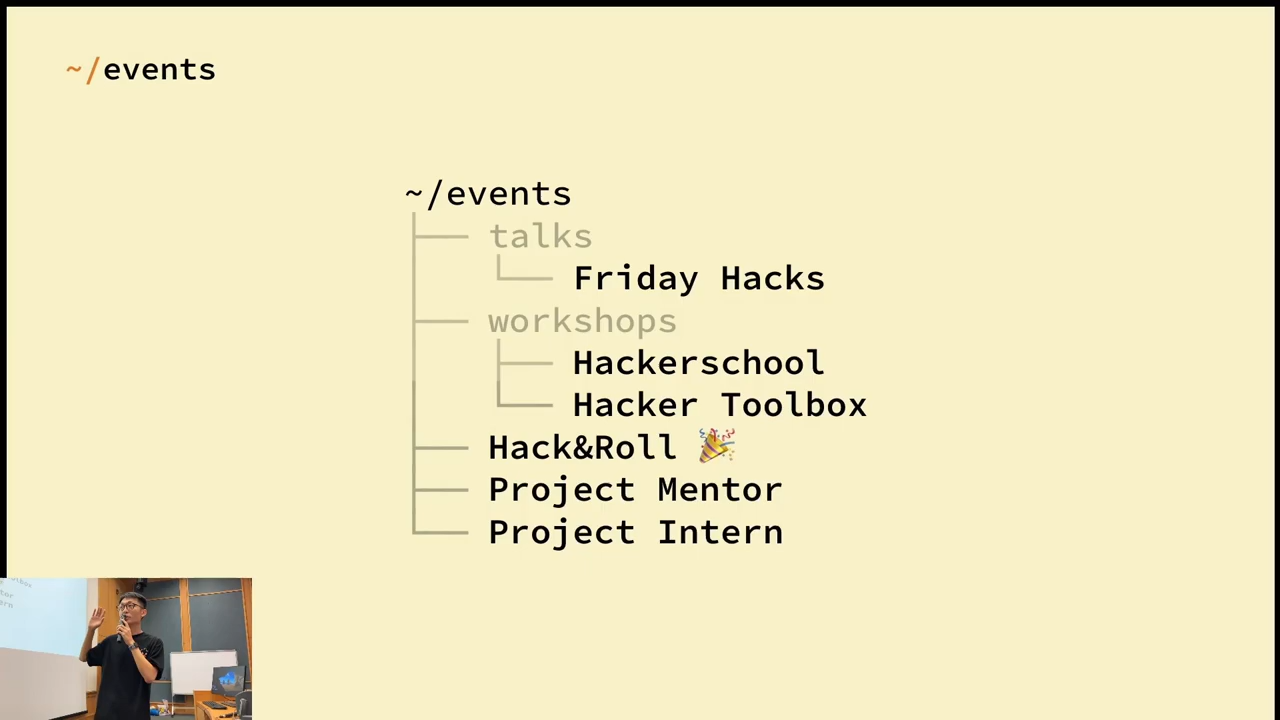 ~/events
~/events
talks
Friday Hacks
workshops
Hackerschool
Hacker Toolbox
Hack&Roll 🎉
Project Mentor
Project Intern